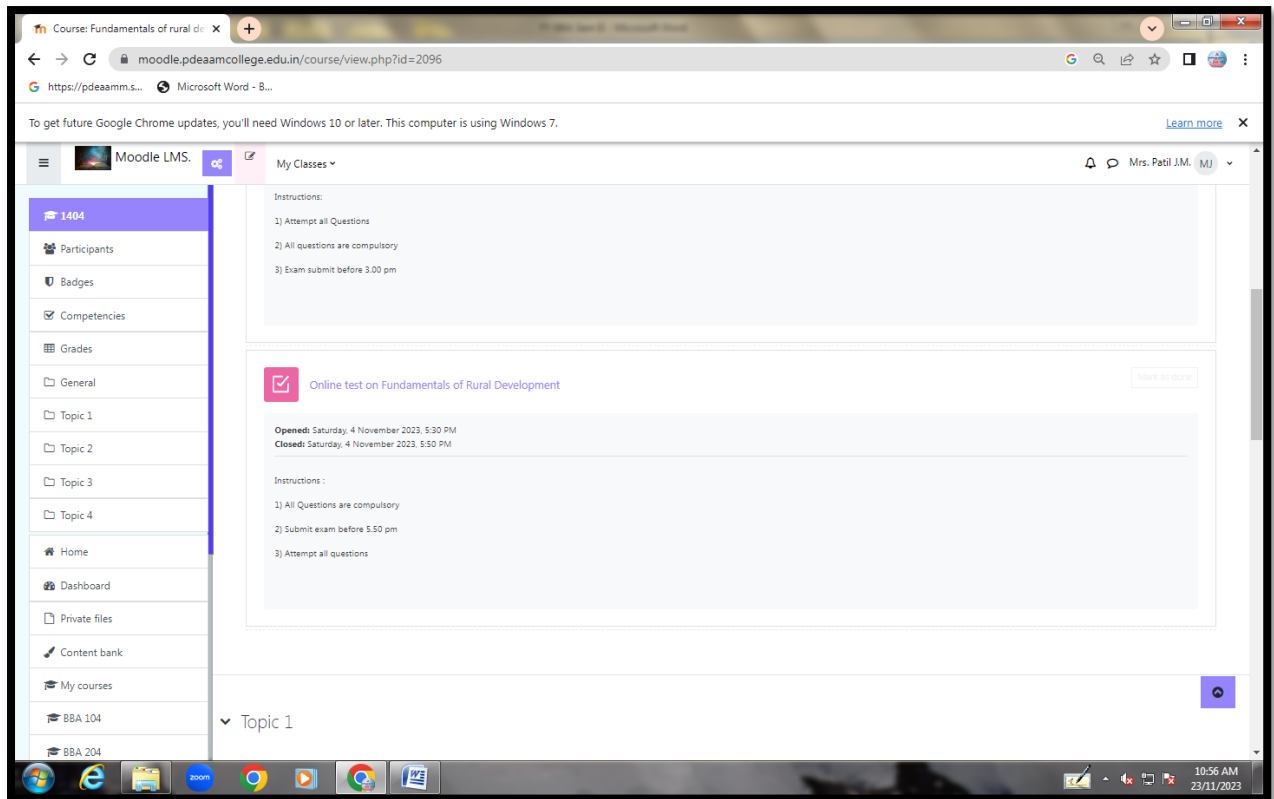 Course: Fundamentals of rural de
moodle.pdeaamcollege.edu.in/course/view.php?id=2096
https://pdeaamm.s...
Microsoft Word - B...
To get future Google Chrome updates, you'll need Windows 10 or later. This computer is using Windows 7.
Learn more
Moodle LMS.
My Classes
Mrs. Patil J.M.
MJ
1404
Participants
Badges
Competencies
Grades
General
Topic 1
Topic 2
Topic 3
Topic 4
Home
Dashboard
Private files
Content bank
My courses
BBA 104
BBA 204
Instructions:
1) Attempt all Questions
2) All questions are compulsory
3) Exam submit before 3.00 pm
Online test on Fundamentals of Rural Development
Mark as done
Opened: Saturday, 4 November 2023, 5:30 PM
Closed: Saturday, 4 November 2023, 5:50 PM
Instructions :
1) All Questions are compulsory
2) Submit exam before 5.50 pm
3) Attempt all questions
Topic 1
zoom
10:56 AM
23/11/2023